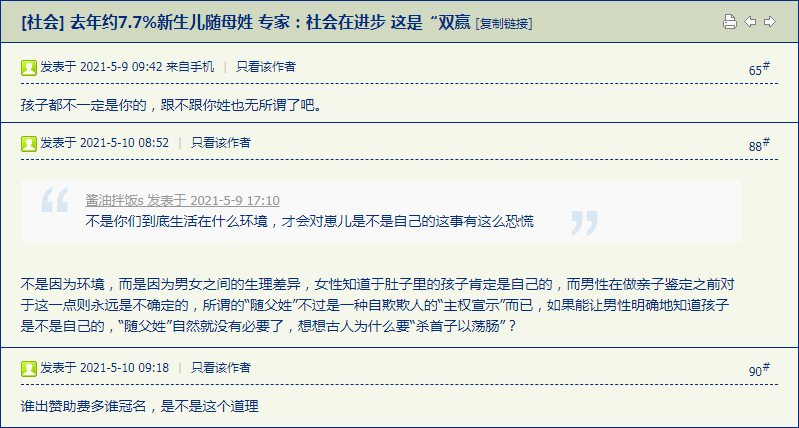 [社会] 去年约7.7%新生儿随母姓 专家：社会在进步 这是“双赢 [复制链接]
发表于 2021-5-9 09:42 来自手机 | 只看该作者 65#
孩子都不一定是你的，跟不跟你姓也无所谓了吧。
发表于 2021-5-10 08:52 | 只看该作者 88#
酱油拌饭s 发表于 2021-5-9 17:10
不是你们到底生活在什么环境，才会对崽儿是不是自己的这事有这么恐慌
不是因为环境，而是因为男女之间的生理差异，女性知道于肚子里的孩子肯定是自己的，而男性在做亲子鉴定之前对
于这一点则永远是不确定的，所谓的“随父姓”不过是一种自欺欺人的“主权宣示”而已，如果能让男性明确地知道孩子
是不是自己的，“随父姓”自然就没有必要了，想想古人为什么要“杀首子以荡肠”？
发表于 2021-5-10 09:18 | 只看该作者 90#
谁出赞助费多谁冠名，是不是这个道理